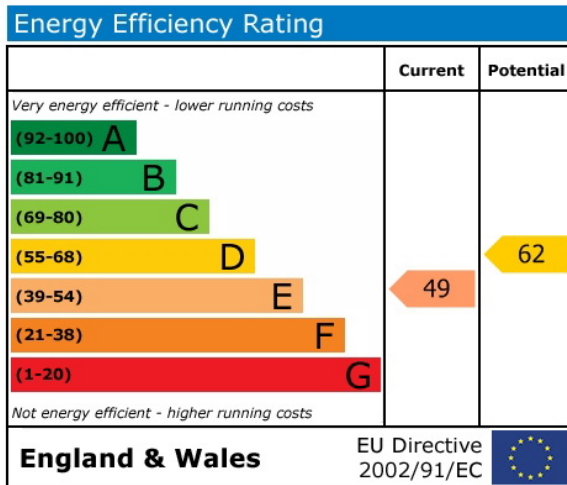 Energy Efficiency Rating
Current Potential
Very energy efficient - lower running costs
(92-100) A
(81-91) B
(69-80) C
(55-68) D 62
(39-54) E 49
(21-38) F
(1-20) G
Not energy efficient - higher running costs
England & Wales
EU Directive
2002/91/EC